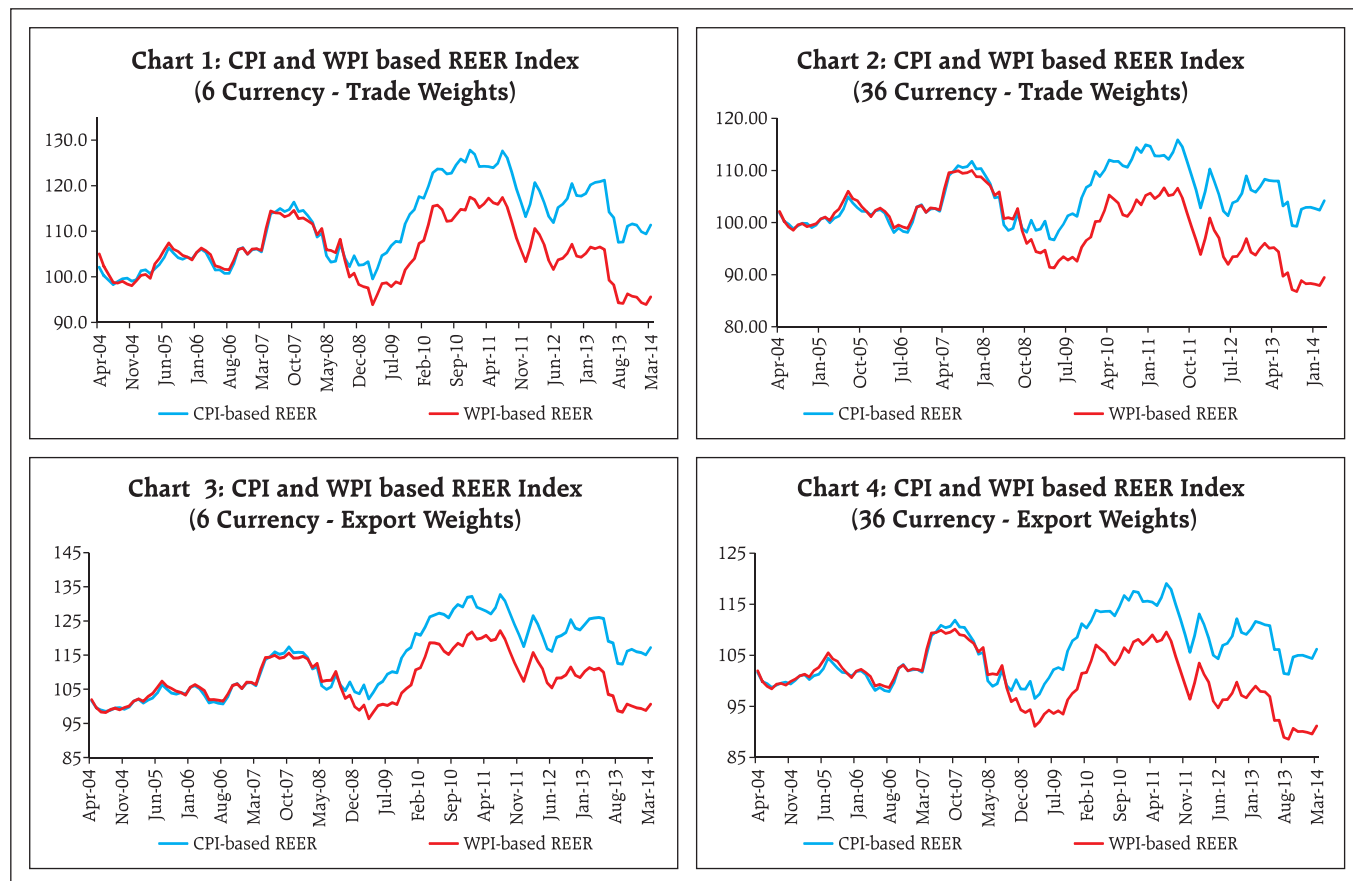 Chart 1: CPI and WPI based REER Index
(6 Currency - Trade Weights)
130.0
120.0
110.0
100.0
90.0
Apr-04
Nov-04
Jun-05
Jan-06
Aug-06
Mar-07
Oct-07
May-08
Dec-08
Jul-09
Feb-10
Sep-10
Apr-11
Nov-11
Jun-12
Jan-13
Aug-13
Mar-14
CPI-based REER WPI-based REER
Chart 2: CPI and WPI based REER Index
(36 Currency - Trade Weights)
120.00
110.00
100.00
90.00
80.00
Apr-04
Jan-05
Oct-05
Jul-06
Apr-07
Jan-08
Oct-08
Jul-09
Apr-10
Jan-11
Oct-11
Jul-12
Apr-13
Jan-14
CPI-based REER WPI-based REER
Chart 3: CPI and WPI based REER Index
(6 Currency - Export Weights)
145
135
125
115
105
95
85
Apr-04
Nov-04
Jun-05
Jan-06
Aug-06
Mar-07
Oct-07
May-08
Dec-08
Jul-09
Feb-10
Sep-10
Apr-11
Nov-11
Jun-12
Jan-13
Aug-13
Mar-14
CPI-based REER WPI-based REER
Chart 4: CPI and WPI based REER Index
(36 Currency - Export Weights)
125
115
105
95
85
Apr-04
Nov-04
Jun-05
Jan-06
Aug-06
Mar-07
Oct-07
May-08
Dec-08
Jul-09
Feb-10
Sep-10
Apr-11
Nov-11
Jun-12
Jan-13
Aug-13
Mar-14
CPI-based REER WPI-based REER